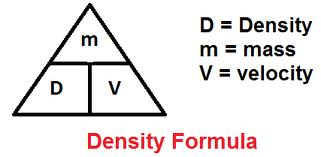 m
D V
D = Density
m = mass
V = velocity
Density Formula